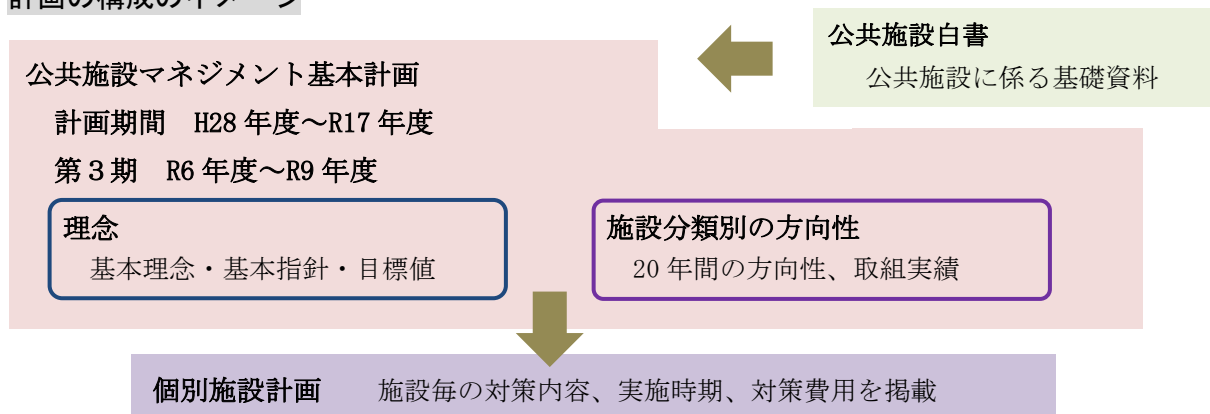 計画の構成のイメージ
公共施設白書
公共施設に係る基礎資料
公共施設マネジメント基本計画
計画期間 H28年度～R17年度
第３期 R6年度～R9年度
理念
基本理念・基本指針・目標値
施設分類別の方向性
20年間の方向性、取組実績
個別施設計画 施設毎の対策内容、実施時期、対策費用を掲載